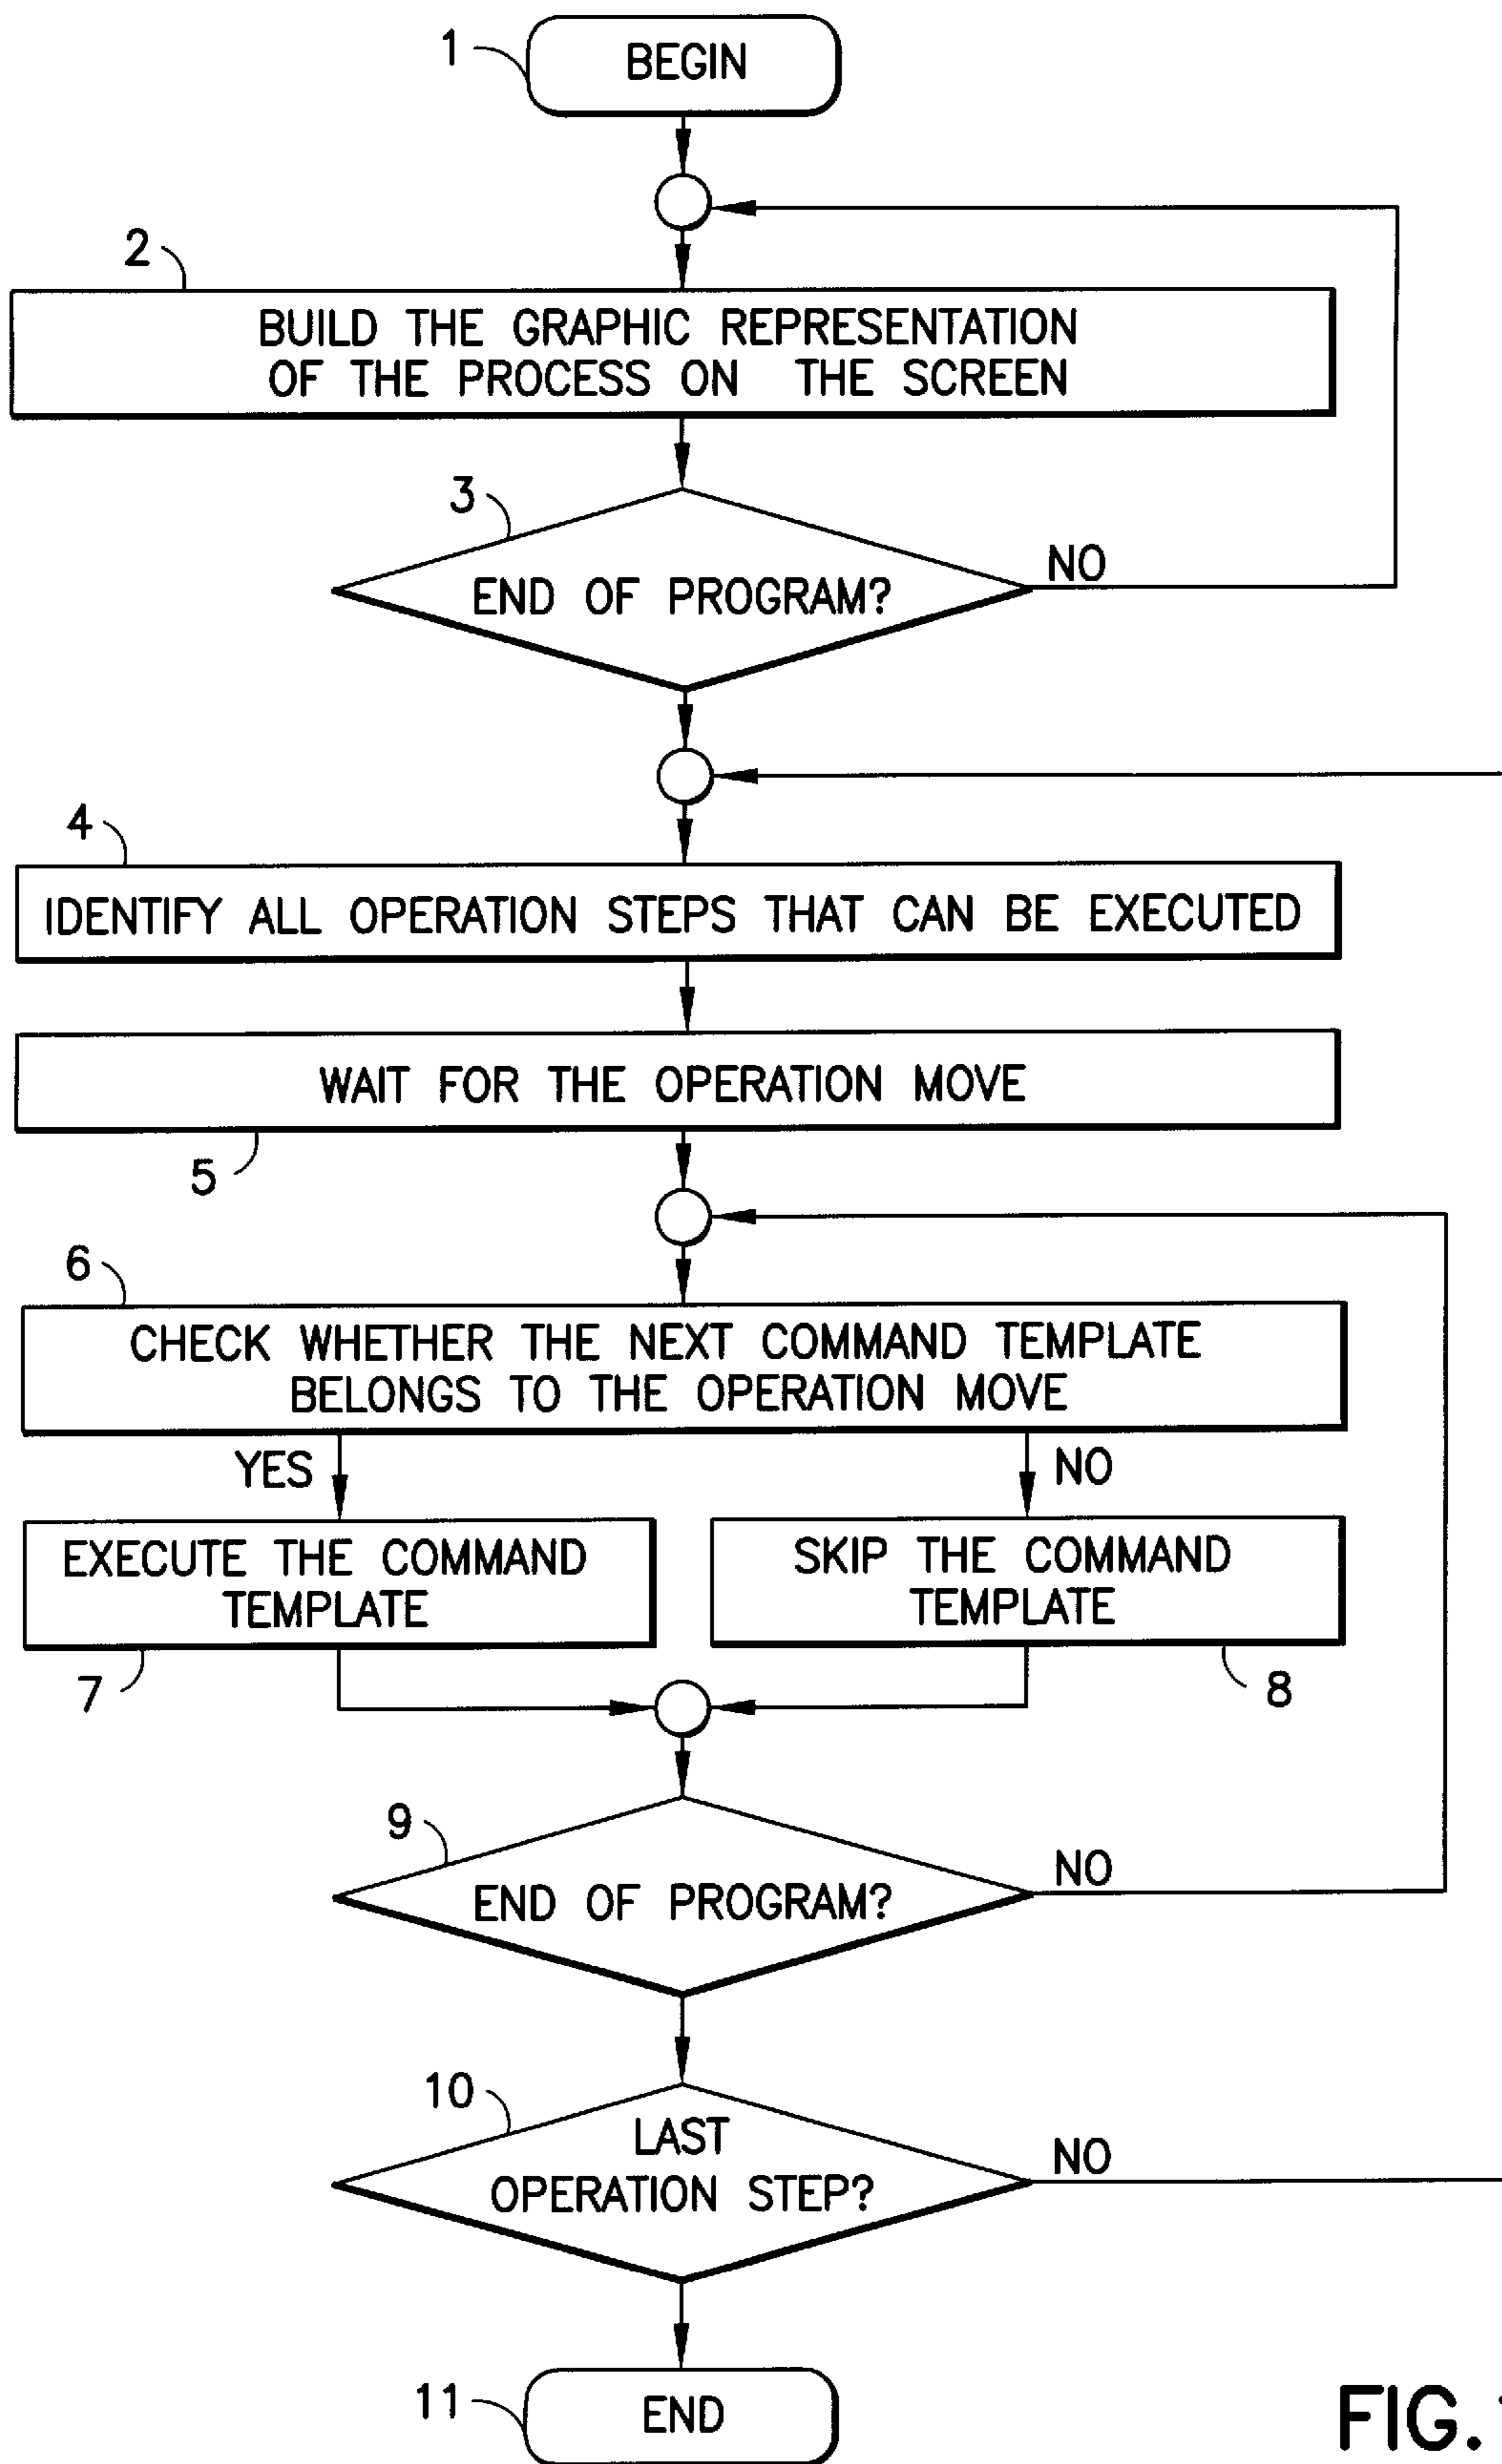 1
BEGIN
2
BUILD THE GRAPHIC REPRESENTATION
OF THE PROCESS ON THE SCREEN
3
END OF PROGRAM?
NO
4
IDENTIFY ALL OPERATION STEPS THAT CAN BE EXECUTED
WAIT FOR THE OPERATION MOVE
5
6
CHECK WHETHER THE NEXT COMMAND TEMPLATE
BELONGS TO THE OPERATION MOVE
YES
NO
EXECUTE THE COMMAND
TEMPLATE
SKIP THE COMMAND
TEMPLATE
7
8
9
END OF PROGRAM?
NO
10
LAST
OPERATION STEP?
NO
11
END
FIG.